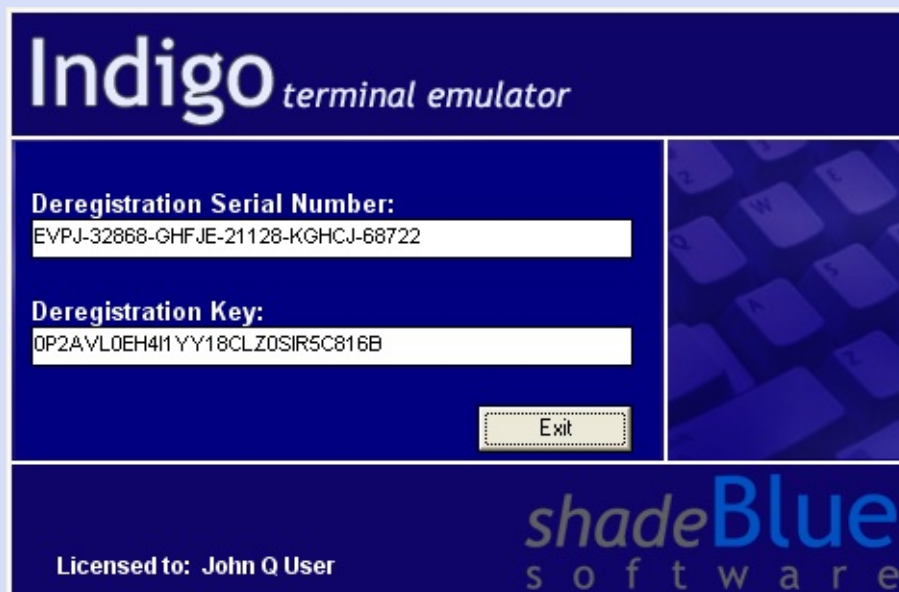 Indigo terminal emulator
Deregistration Serial Number:
EVPJ-32868-GHFJE-21128-KGHCJ-68722
Deregistration Key:
0P2AVL0EH4I1YY18CLZ0SIR5C816B
Exit
shadeBlue
software
Licensed to: John Q User